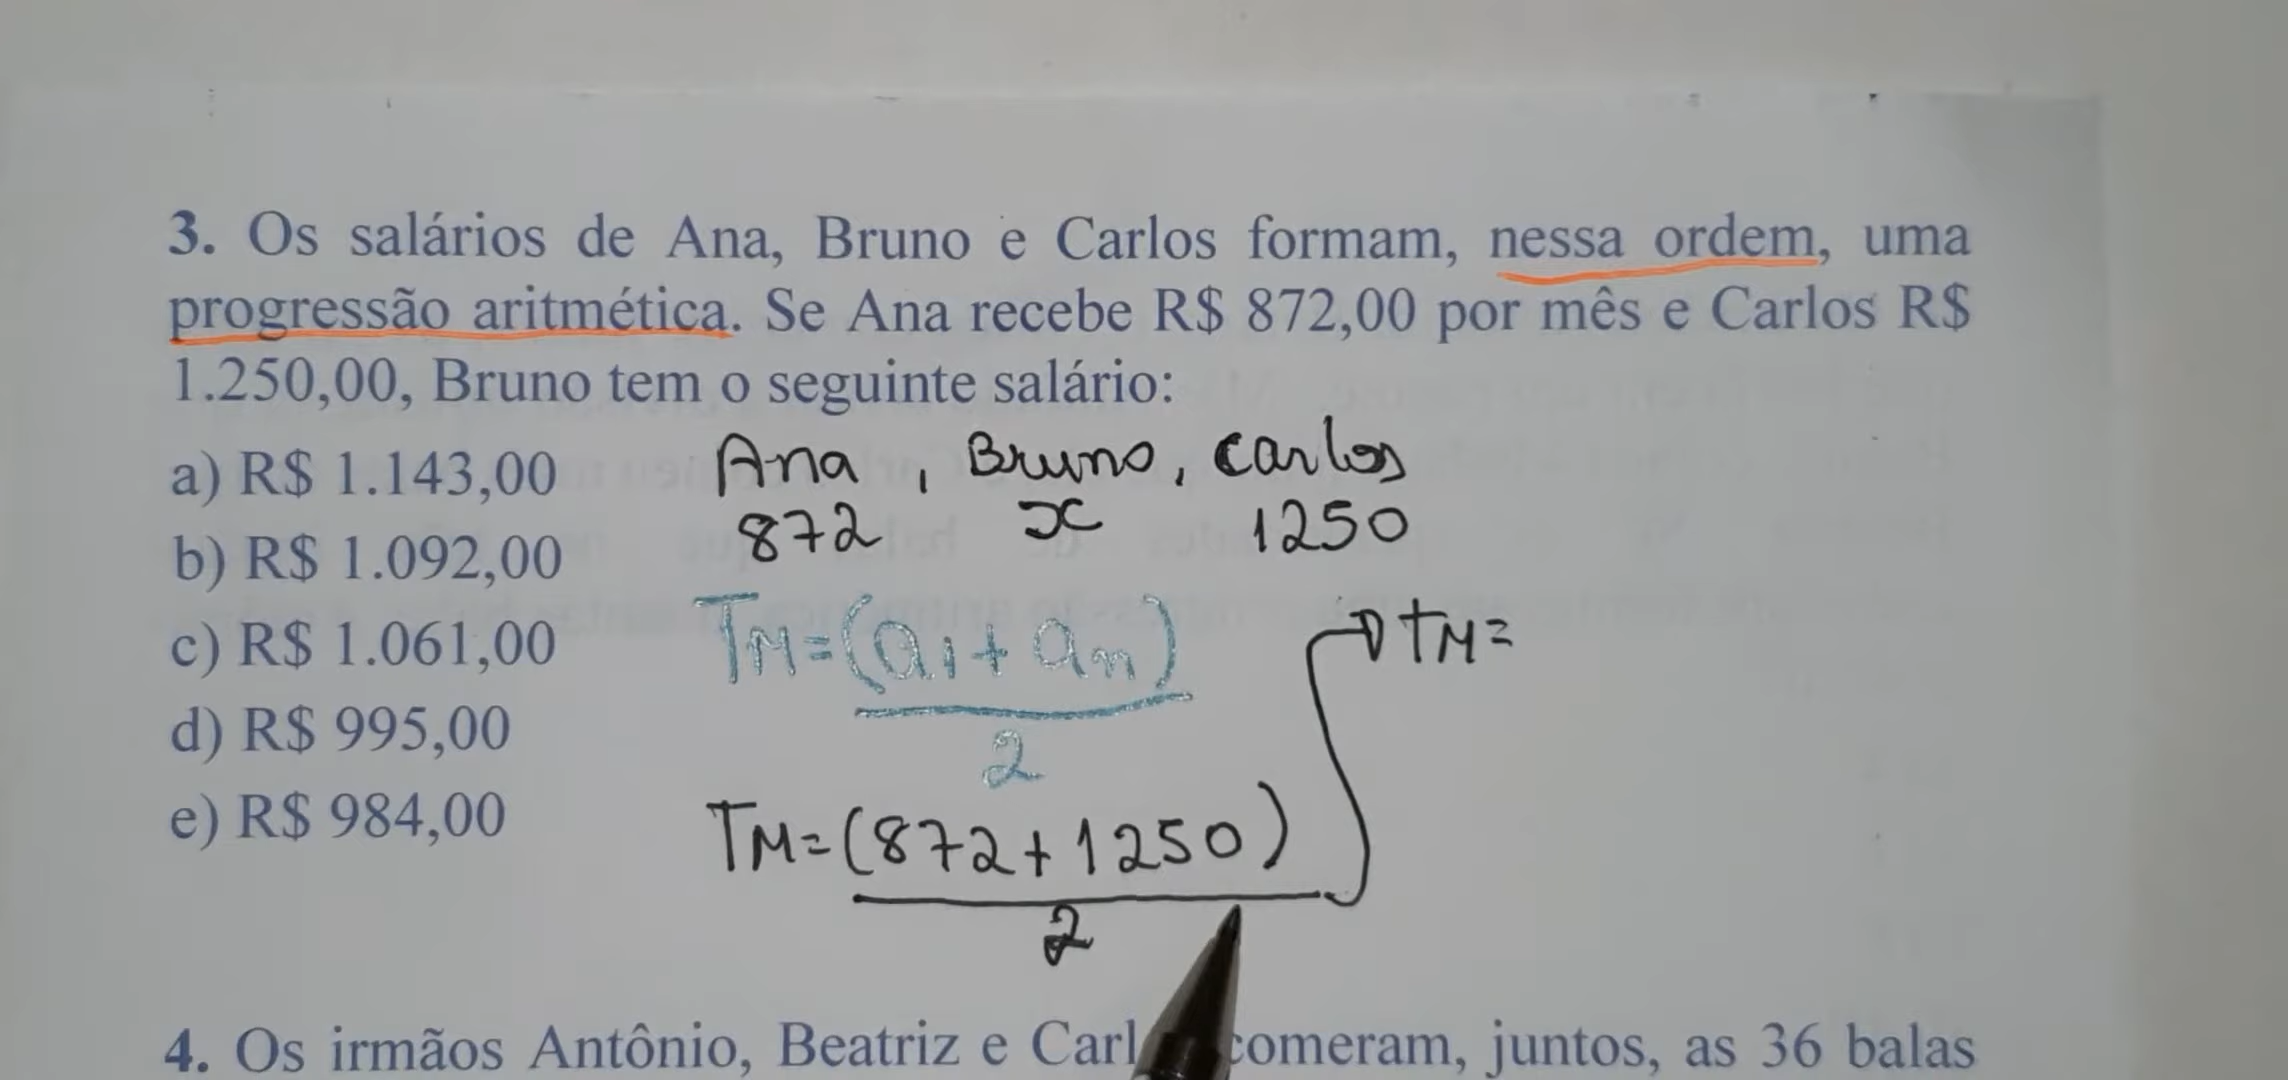 3. Os salários de Ana, Bruno e Carlos formam, nessa ordem, uma
progressão aritmética. Se Ana recebe R$ 872,00 por mês e Carlos R$
1.250,00, Bruno tem o seguinte salário:
a) R$ 1.143,00
b) R$ 1.092,00
c) R$ 1.061,00
d) R$ 995,00
e) R$ 984,00
Ana, Bruno, Carlos
872 x 1250
TM=(a1+an)
2
TM=(872+1250)
2
TM=
4. Os irmãos Antônio, Beatriz e comeram, juntos, as 36 balas